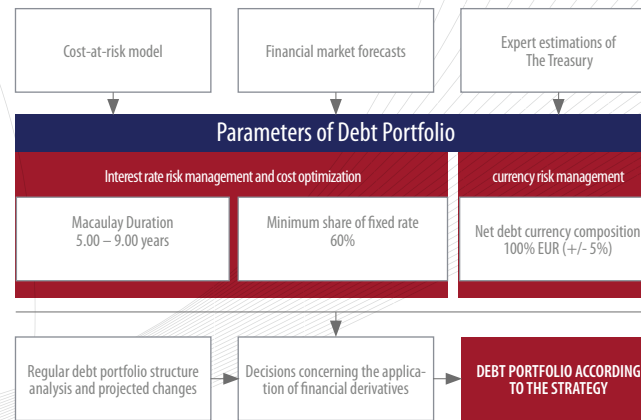 Cost-at-risk model
Financial market forecasts
Expert estimations of
The Treasury
Parameters of Debt Portfolio
Interest rate risk management and cost optimization
currency risk management
Macaulay Duration
5.00 – 9.00 years
Minimum share of fixed rate
60%
Net debt currency composition
100% EUR (+/- 5%)
Regular debt portfolio structure
analysis and projected changes
Decisions concerning the applica-
tion of financial derivatives
DEBT PORTFOLIO ACCORDING
TO THE STRATEGY